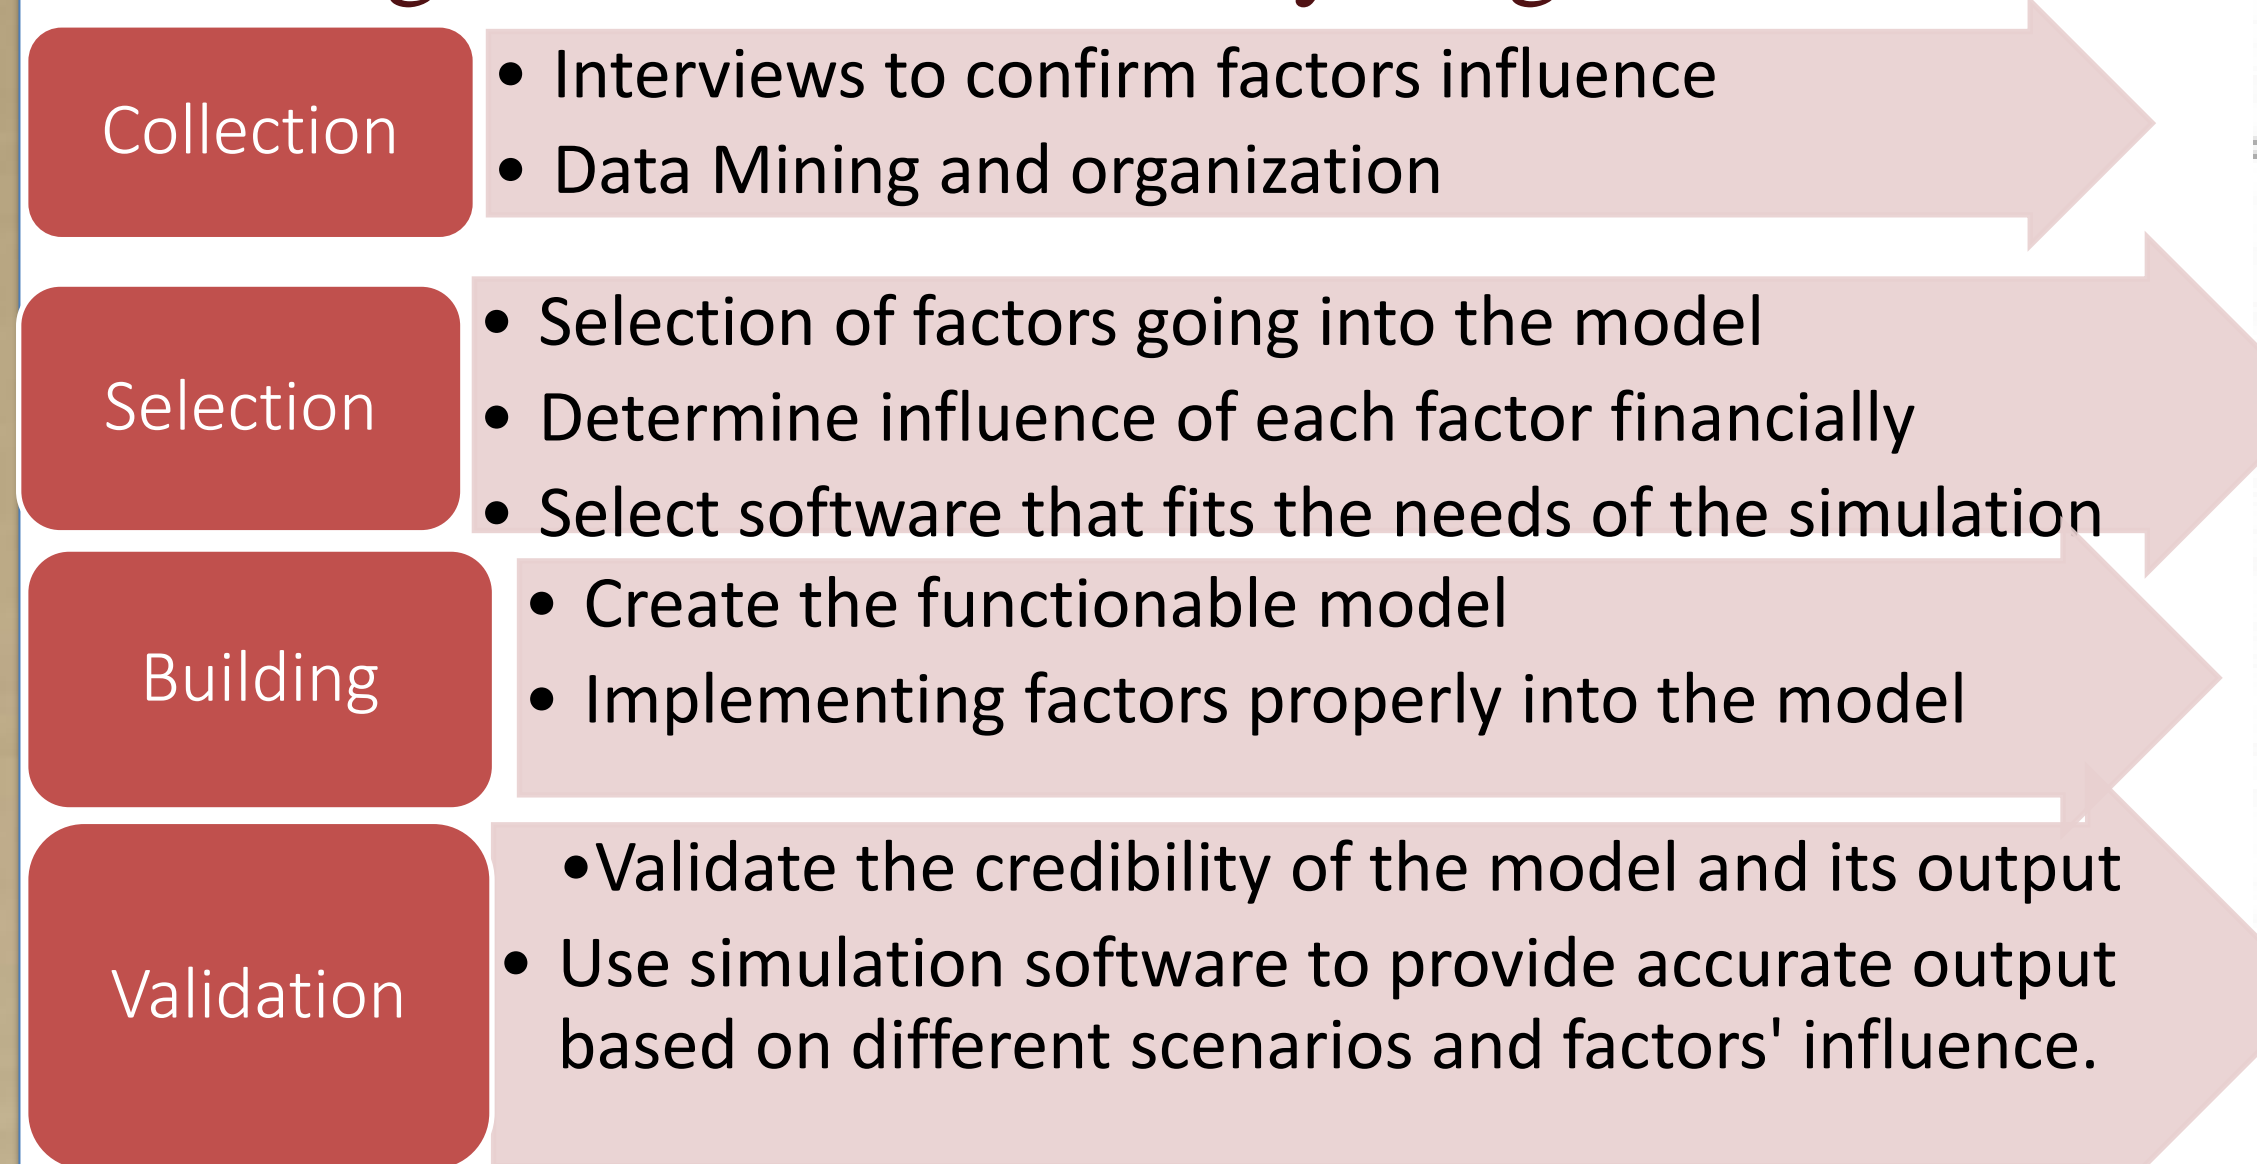 Collection
• Interviews to confirm factors influence
• Data Mining and organization
Selection
• Selection of factors going into the model
• Determine influence of each factor financially
• Select software that fits the needs of the simulation
Building
• Create the functionable model
• Implementing factors properly into the model
Validation
•Validate the credibility of the model and its output
• Use simulation software to provide accurate output
based on different scenarios and factors' influence.